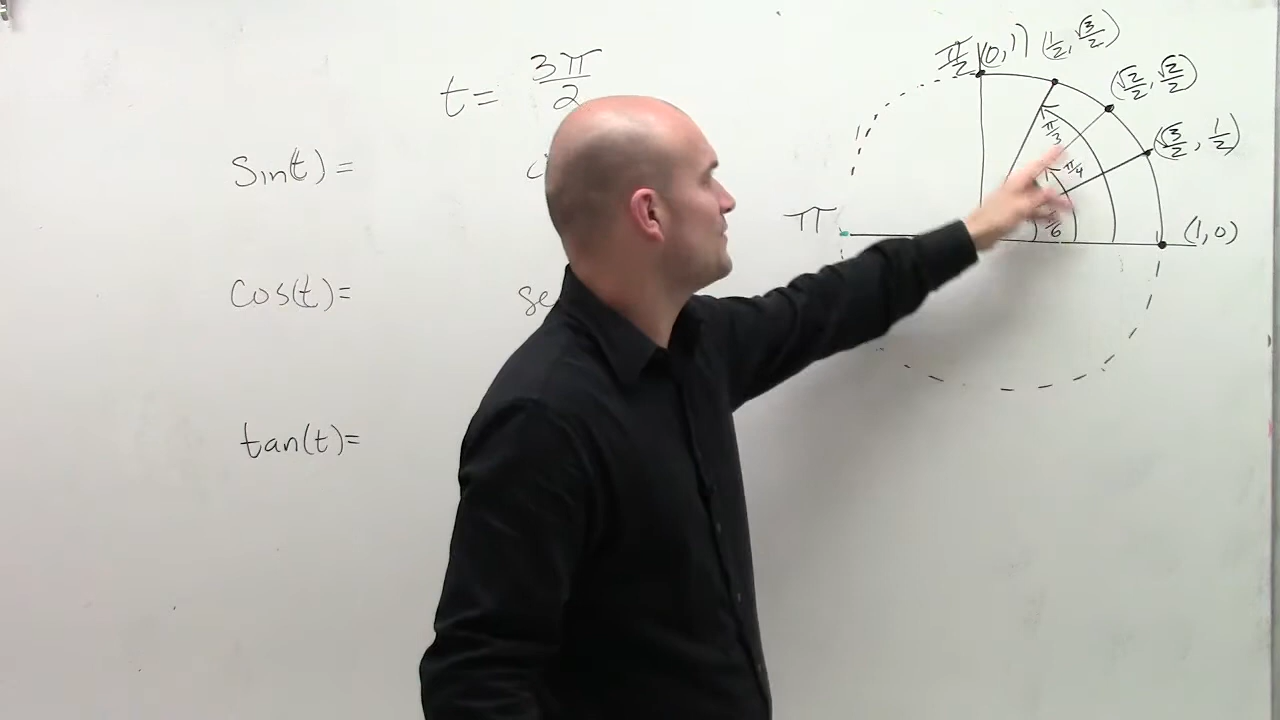 t = 3π/2
sin(t) =
cos(t) =
se
tan(t) =
π/2 (0,1) (1/2, √3/2)
(√2/2, √2/2)
(√3/2, 1/2)
(1,0)
π/3
π/4
π/6
π